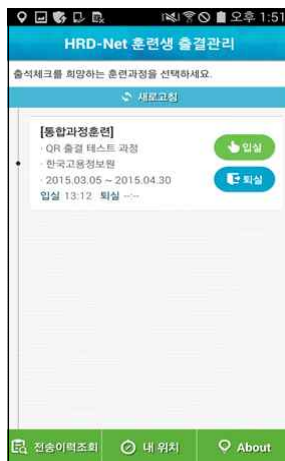 오후 1:51
HRD-Net 훈련생 출결관리
출석체크를 희망하는 훈련과정을 선택하세요.
새로고침
[통합과정훈련]
· QR 출결 테스트 과정
입실
· 한국고용정보원
· 2015.03.05 ~ 2015.04.30
퇴실
입실 13:12 퇴실 --:--
전송이력조회
내 위치
About